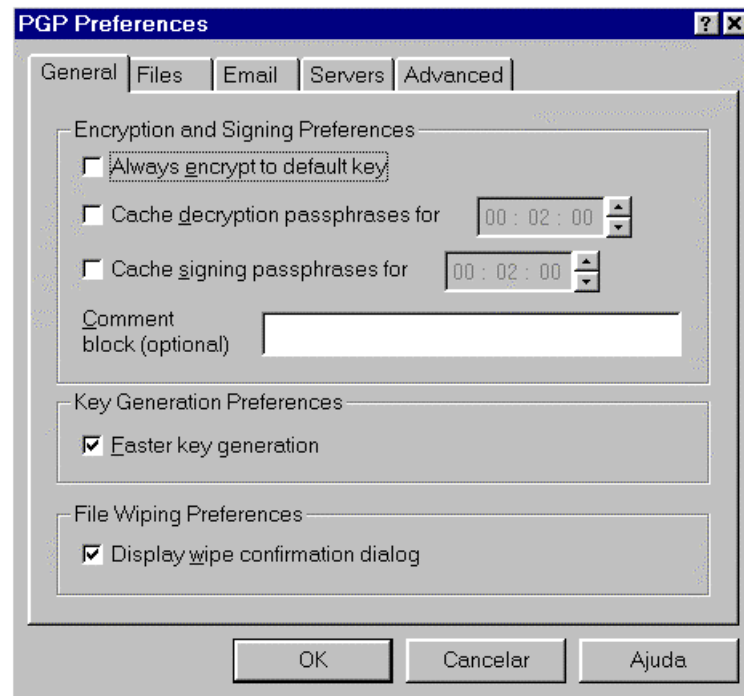 PGP Preferences
General Files Email Servers Advanced
Encryption and Signing Preferences
Always encrypt to default key
Cache decryption passphrases for 00 : 02 : 00
Cache signing passphrases for 00 : 02 : 00
Comment
block (optional)
Key Generation Preferences
Faster key generation
File Wiping Preferences
Display wipe confirmation dialog
OK Cancelar Ajuda